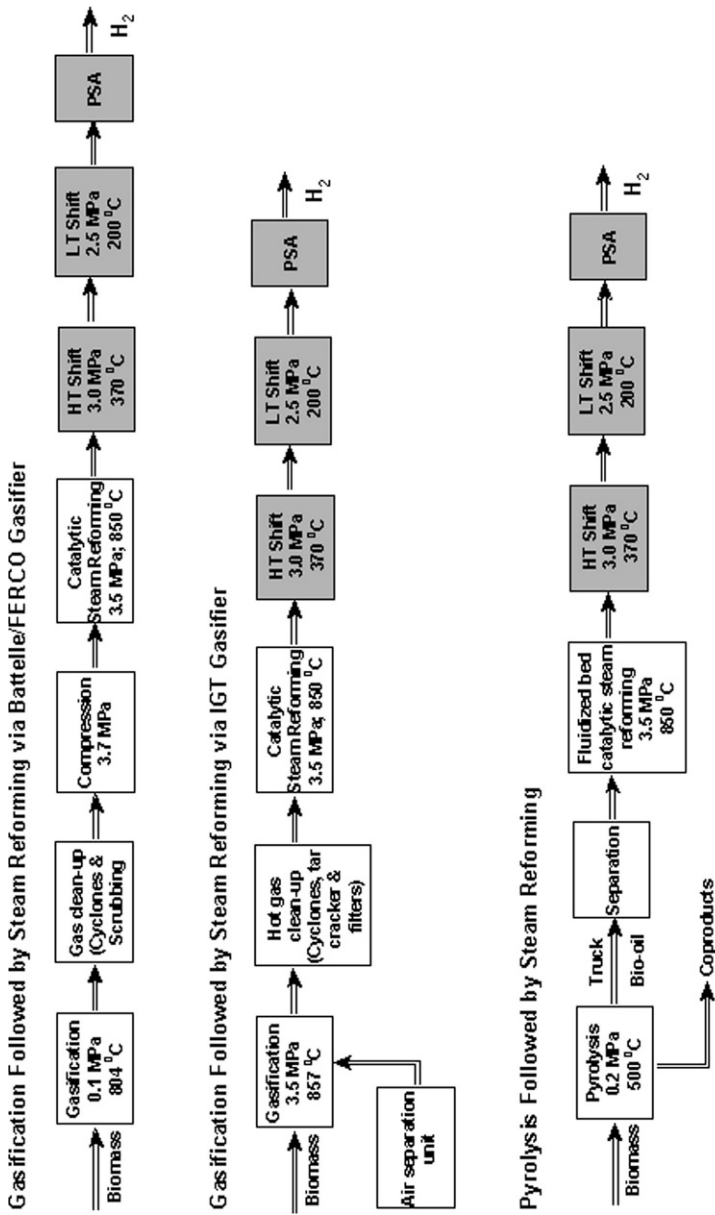 Gasification Followed by Steam Reforming via Battelle/FERCO Gasifier
Biomass
Gasification
0.1 MPa
804 °C
Gas clean-up
(Cyclones &
Scrubbing
Compression
3.7 MPa
Catalytic
Steam Reforming
3.5 MPa; 850 °C
HT Shift
3.0 MPa
370 °C
LT Shift
2.5 MPa
200 °C
PSA
H₂
Gasification Followed by Steam Reforming via IGT Gasifier
Biomass
Gasification
3.5 MPa
857 °C
Air separation
unit
Hot gas
clean-up
(Cyclones, tar
cracker &
filters)
Catalytic
Steam Reforming
3.5 MPa; 850 °C
HT Shift
3.0 MPa
370 °C
LT Shift
2.5 MPa
200 °C
PSA
H₂
Pyrolysis Followed by Steam Reforming
Biomass
Pyrolysis
0.2 MPa
500 °C
Truck
Bio-oil
Coproducts
Separation
Fluidized bed
catalytic steam
reforming
3.5 MPa
850 °C
HT Shift
3.0 MPa
370 °C
LT Shift
2.5 MPa
200 °C
PSA
H₂